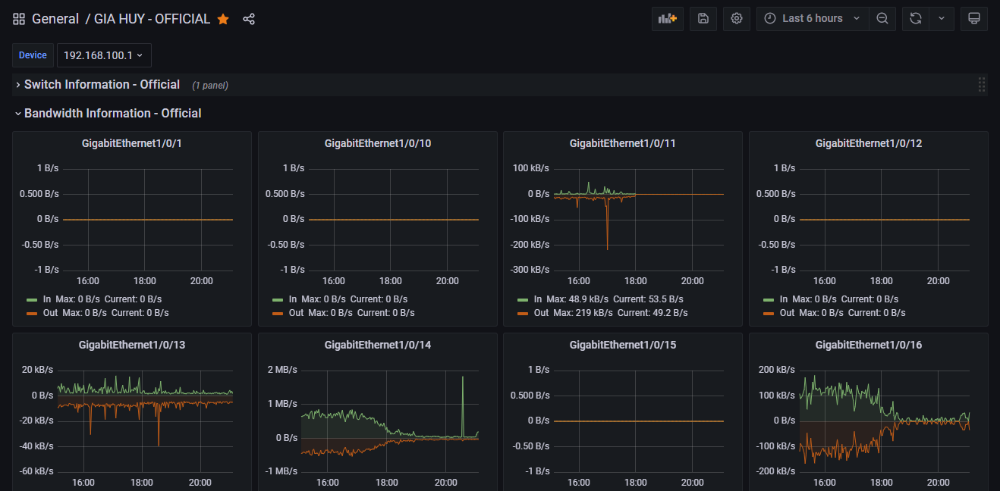 General / GIA HUY - OFFICIAL
Last 6 hours
Device 192.168.100.1
Switch Information - Official (1 panel)
Bandwidth Information - Official
GigabitEthernet1/0/1
1 B/s
0.500 B/s
0 B/s
-0.50 B/s
-1 B/s
16:00 18:00 20:00
In Max: 0 B/s Current: 0 B/s
Out Max: 0 B/s Current: 0 B/s
GigabitEthernet1/0/10
1 B/s
0.500 B/s
0 B/s
-0.50 B/s
-1 B/s
16:00 18:00 20:00
In Max: 0 B/s Current: 0 B/s
Out Max: 0 B/s Current: 0 B/s
GigabitEthernet1/0/11
100 kB/s
0 B/s
-100 kB/s
-200 kB/s
-300 kB/s
16:00 18:00 20:00
In Max: 48.9 kB/s Current: 53.5 B/s
Out Max: 219 kB/s Current: 49.2 B/s
GigabitEthernet1/0/12
1 B/s
0.500 B/s
0 B/s
-0.50 B/s
-1 B/s
16:00 18:00 20:00
In Max: 0 B/s Current: 0 B/s
Out Max: 0 B/s Current: 0 B/s
GigabitEthernet1/0/13
20 kB/s
0 B/s
-20 kB/s
-40 kB/s
-60 kB/s
16:00 18:00 20:00
GigabitEthernet1/0/14
2 MB/s
1 MB/s
0 B/s
-1 MB/s
16:00 18:00 20:00
GigabitEthernet1/0/15
1 B/s
0.500 B/s
0 B/s
-0.50 B/s
-1 B/s
16:00 18:00 20:00
GigabitEthernet1/0/16
200 kB/s
100 kB/s
0 B/s
-100 kB/s
-200 kB/s
16:00 18:00 20:00